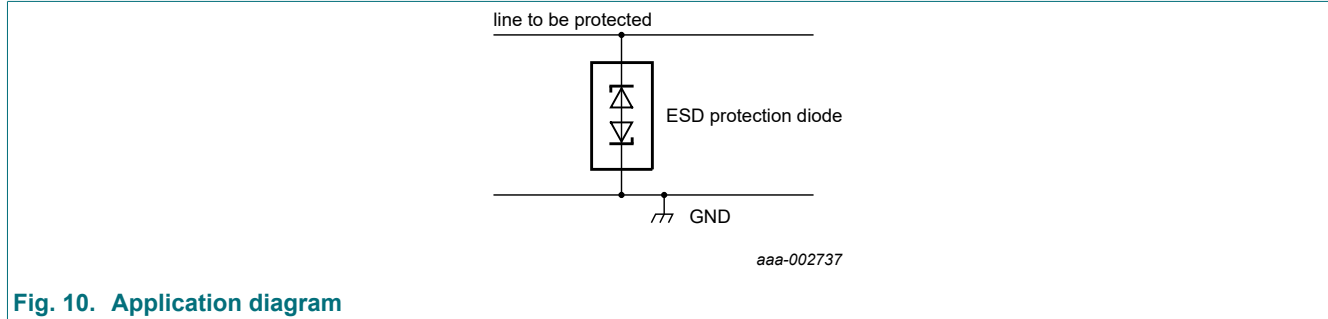 line to be protected
ESD protection diode
GND
aaa-002737
Fig. 10. Application diagram